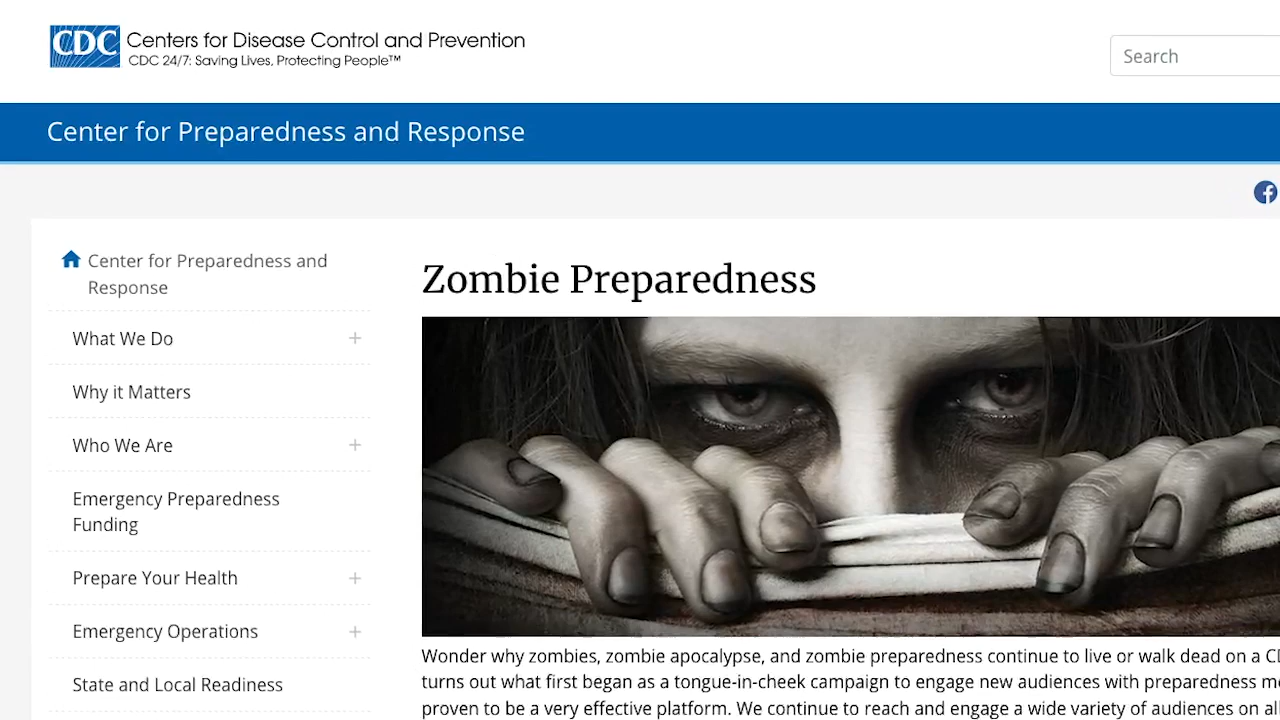 CDC Centers for Disease Control and Prevention
CDC 24/7: Saving Lives, Protecting People™
Search
Center for Preparedness and Response
Center for Preparedness and
Response
What We Do
Why it Matters
Who We Are
Emergency Preparedness
Funding
Prepare Your Health
Emergency Operations
State and Local Readiness
Zombie Preparedness
Wonder why zombies, zombie apocalypse, and zombie preparedness continue to live or walk dead on a
turns out what first began as a tongue-in-cheek campaign to engage new audiences with preparedness
proven to be a very effective platform. We continue to reach and engage a wide variety of audiences on